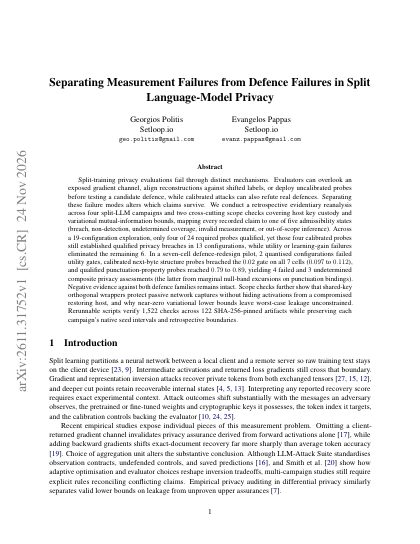 Separating Measurement Failures from Defence Failures in Split
Language-Model Privacy
Georgios Politis
Setloop.io
geo.politis@gmail.com
Evangelos Pappas
Setloop.io
evanz.pappas@gmail.com
Abstract
Split-training privacy evaluations fail through distinct mechanisms. Evaluators can overlook an
exposed gradient channel, align reconstructions against shifted labels, or deploy uncalibrated probes
before testing a candidate defence, while calibrated attacks can also refute real defences. Separating
these failure modes alters which claims survive. We conduct a retrospective evidentiary reanalysis
across four split-LLM campaigns and two cross-cutting scope checks covering host key custody and
variational mutual-information bounds, mapping every recorded claim to one of five admissibility states
(breach, non-detection, undetermined coverage, invalid measurement, or out-of-scope inference). Across
a 19-configuration exploration, only four of 24 required probes qualified, yet those four calibrated still
established qualified privacy breaches in 13 configurations, while utility or learning-gain failures
eliminated the remaining 6. In a seven-cell defence-redesign pilot, 2 quantised configurations failed
utility gates, calibrated next-byte structure probes breached the 0.02 gate on all 7 cells (0.097 to 0.112),
and qualified punctuation-property probes reached 0.79 to 0.89, yielding 4 failed and 3 undetermined
composite privacy assessments (the latter from marginal null-band excursions on punctuation bindings).
Negative evidence against both defence families remains intact. Scope checks further show that shared-key
orthogonal wrappers protect passive network captures without hiding activations from a compromised
restoring host, and why near-zero variational lower bounds leave worst-case leakage unconstrained.
Rerunnable scripts verify 1,522 checks across 122 SHA-256-pinned artifacts while preserving each
campaign's native seed intervals and retrospective boundaries.
1 Introduction
Split learning partitions a neural network between a local client and a remote server so raw training text stays
on the client device [23, 9]. Intermediate activations and returned loss gradients still cross that boundary.
Gradient and representation inversion attacks recover private tokens from both exchanged tensors [27, 15, 12],
and deeper cut points retain recoverable internal states [4, 5, 13]. Interpreting any reported recovery score
requires exact experimental context. Attack outcomes shift substantially with the messages an adversary
observes, the pretrained or fine-tuned weights and cryptographic keys it possesses, the token index it targets,
and the calibration controls backing the evaluator [10, 24, 25].
Recent empirical studies expose individual pieces of this measurement problem. Omitting a client-
returned gradient channel invalidates privacy assurance derived from forward activations alone [17], while
adding backward gradients shifts exact-document recovery far more sharply than average token accuracy
[19]. Choice of aggregation unit alters the substantive conclusion. Although LLM-Attack Suite standardises
observation contracts, undefended controls, and saved predictions [16], and Smith et al. [20] show how
adaptive optimisation and evaluator choices reshape inversion tradeoffs, multi-campaign studies still require
explicit rules reconciling conflicting claims. Empirical privacy auditing in differential privacy similarly
separates valid lower bounds on leakage from unproven upper assurances [7].
1
arXiv:2611.31752v1 [cs.CR] 24 Nov 2026